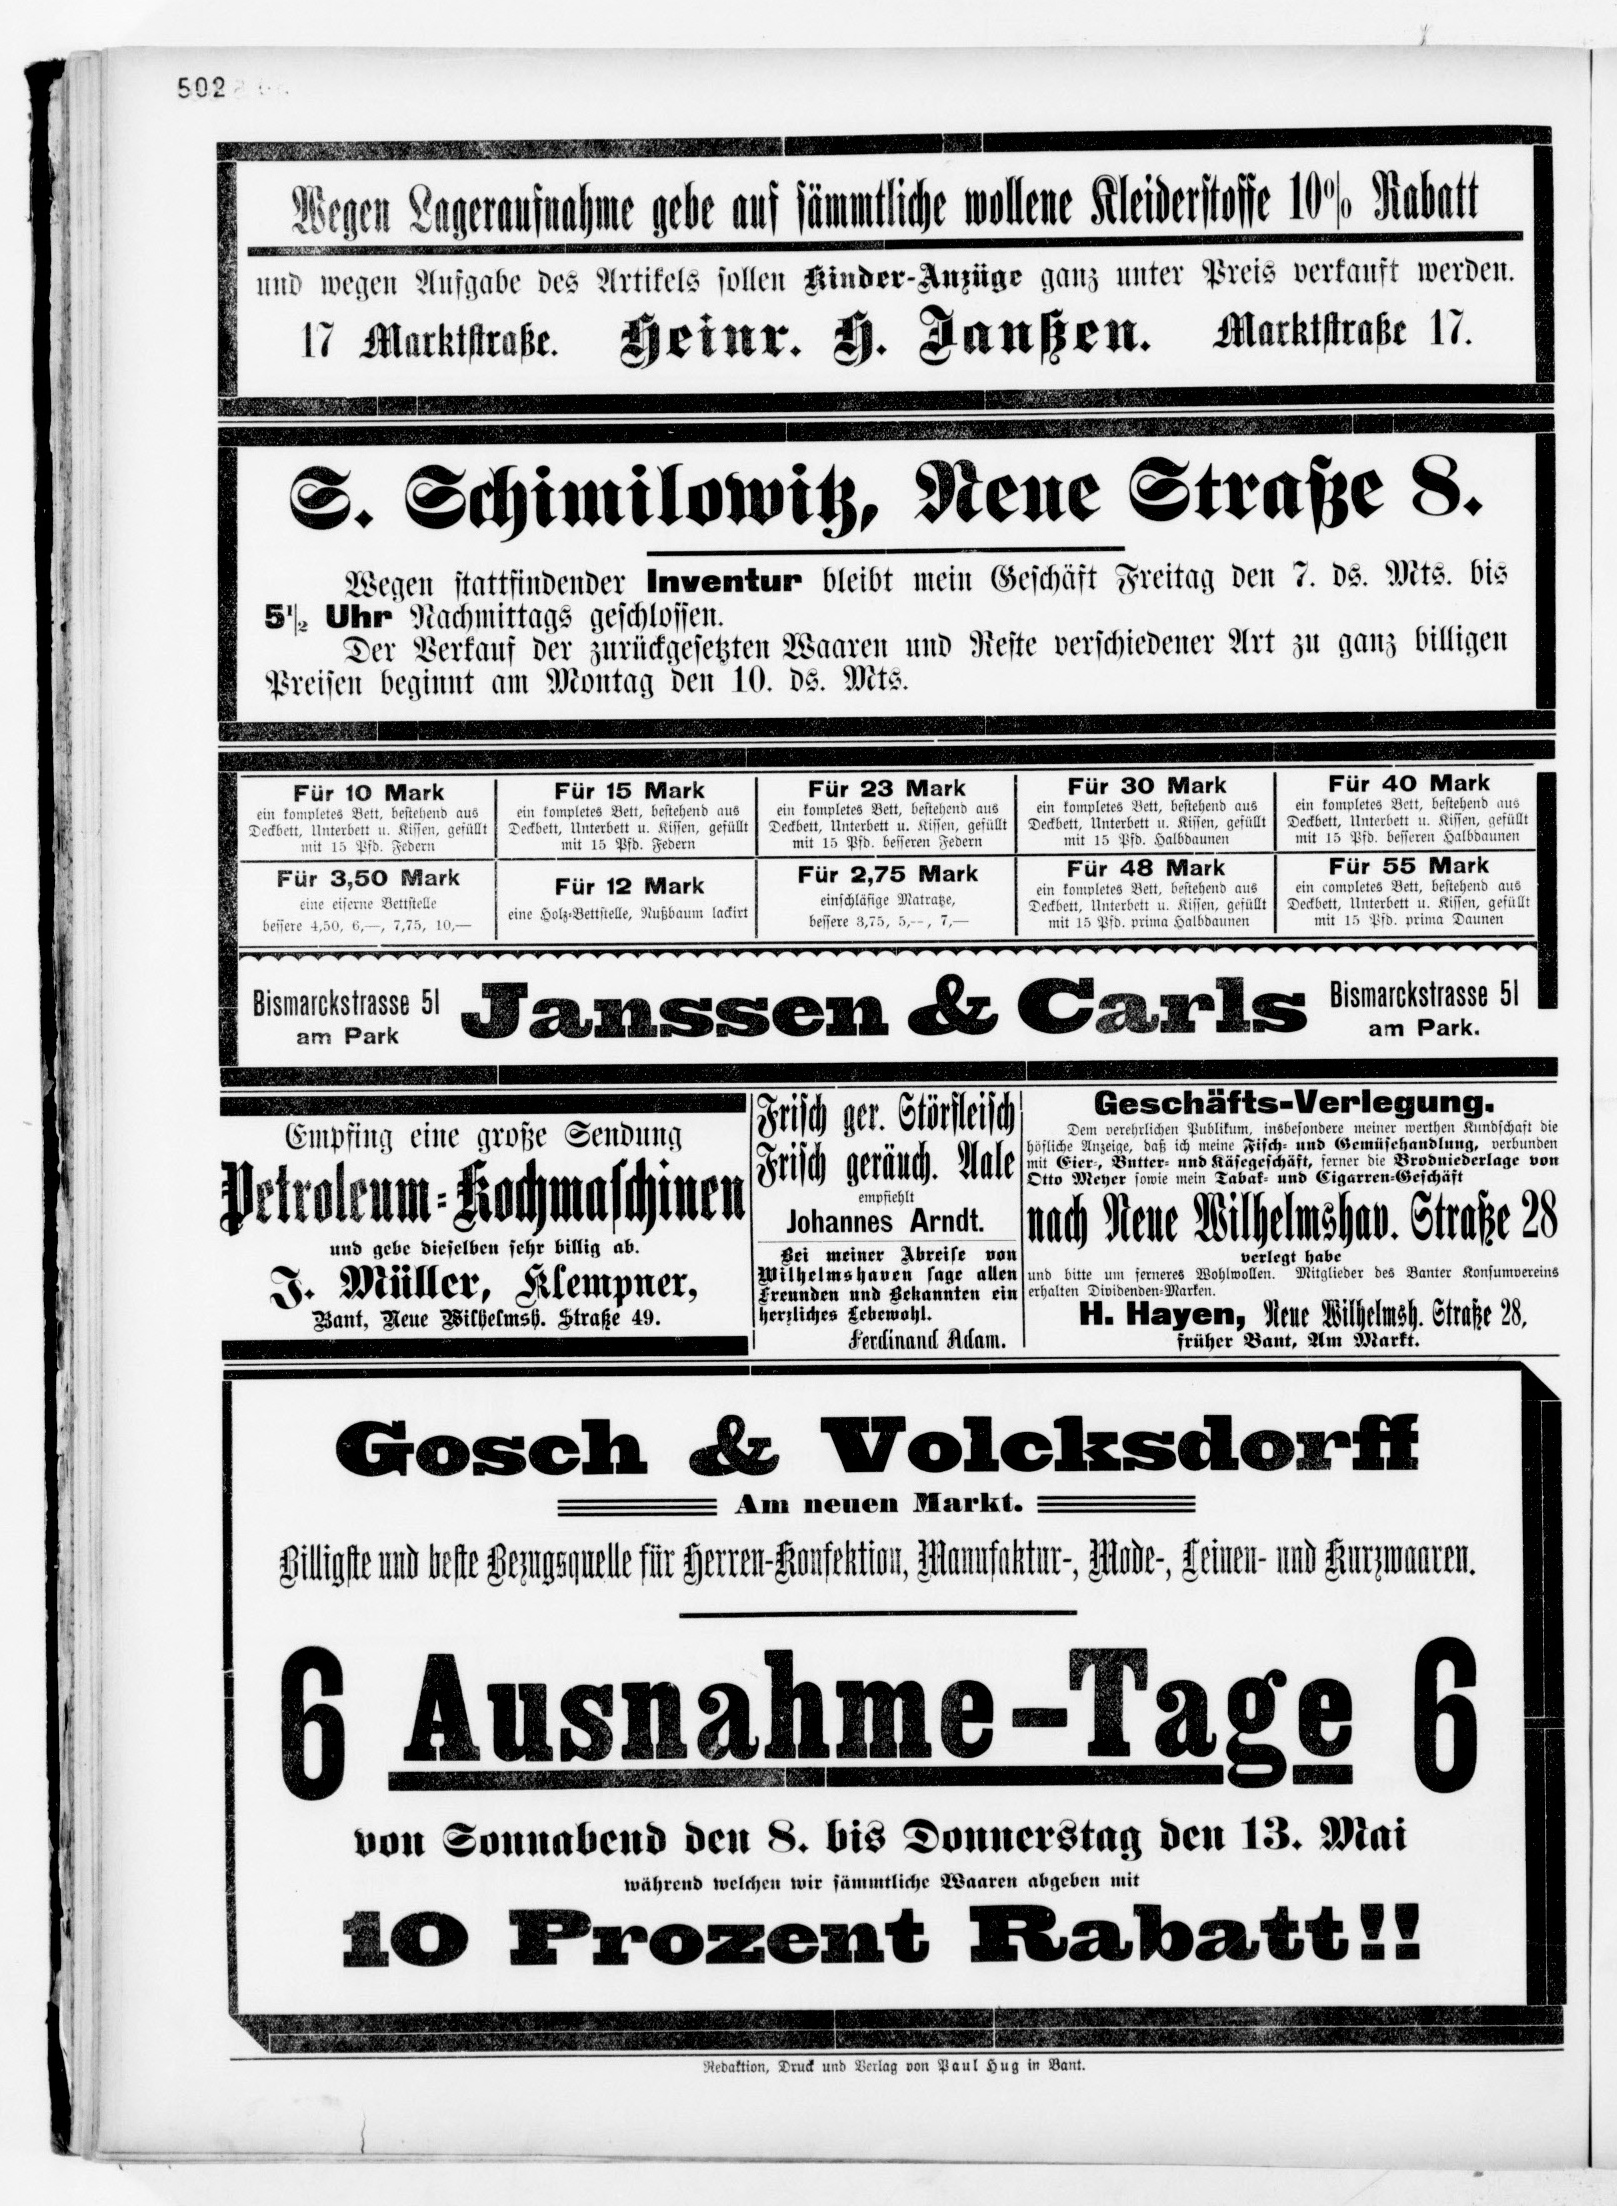 502
Wegen Lageraufnahme gebe auf sämmtliche wollene Kleiderstoffe 10% Rabatt
und wegen Aufgabe des Artikels sollen Kinder-Anzüge ganz unter Preis verkauft werden.
17 Marktstraße. Heinr. H. Janßen. Marktstraße 17.
S. Schimilowitz, Neue Straße 8.
Wegen stattfindender Inventur bleibt mein Geschäft Freitag den 7. ds. Mts. bis
5½ Uhr Nachmittags geschlossen.
Der Verkauf der zurückgesetzten Waaren und Reste verschiedener Art zu ganz billigen
Preisen beginnt am Montag den 10. ds. Mts.
Für 10 Mark
ein kompletes Bett, bestehend aus
Deckbett, Unterbett u. Kissen, gefüllt
mit 15 Pfd. Federn
Für 15 Mark
ein kompletes Bett, bestehend aus
Deckbett, Unterbett u. Kissen, gefüllt
mit 15 Pfd. Federn
Für 23 Mark
ein kompletes Bett, bestehend aus
Deckbett, Unterbett u. Kissen, gefüllt
mit 15 Pfd. besseren Federn
Für 30 Mark
ein kompletes Bett, bestehend aus
Deckbett, Unterbett u. Kissen, gefüllt
mit 15 Pfd. Halbdaunen
Für 40 Mark
ein kompletes Bett, bestehend aus
Deckbett, Unterbett u. Kissen, gefüllt
mit 15 Pfd. besseren Halbdaunen
Für 3,50 Mark
eine eiserne Bettstelle
bessere 4,50, 6,—, 7,75, 10,—
Für 12 Mark
eine Holz-Bettstelle, Nußbaum lackirt
Für 2,75 Mark
einschläfige Matratze,
bessere 3,75, 5,--, 7,—
Für 48 Mark
ein kompletes Bett, bestehend aus
Deckbett, Unterbett u. Kissen, gefüllt
mit 15 Pfd. prima Halbdaunen
Für 55 Mark
ein completes Bett, bestehend aus
Deckbett, Unterbett u. Kissen, gefüllt
mit 15 Pfd. prima Daunen
Bismarckstrasse 51
am Park
Janssen & Carls
Bismarckstrasse 51
am Park.
Empfing eine große Sendung
Petroleum-Kochmaschinen
und gebe dieselben sehr billig ab.
J. Müller, Klempner,
Bant, Neue Wilhelmsh. Straße 49.
Frisch ger. Störfleisch
Frisch geräuch. Aale
empfiehlt
Johannes Arndt.
Bei meiner Abreise von
Wilhelmshaven sage allen
Freunden und Bekannten ein
herzliches Lebewohl.
Ferdinand Adam.
Geschäfts-Verlegung.
Dem verehrlichen Publikum, insbesondere meiner werthen Kundschaft die
höfliche Anzeige, daß ich meine Fisch- und Gemüsehandlung, verbunden
mit Eier-, Butter- und Käsegeschäft, ferner die Brodniederlage von
Otto Meyer sowie mein Tabak- und Cigarren-Geschäft
nach Neue Wilhelmshav. Straße 28
verlegt habe
und bitte um ferneres Wohlwollen. Mitglieder des Banter Konsumvereins
erhalten Dividenden-Marken.
H. Hayen, Neue Wilhelmsh. Straße 28,
früher Bant, Am Markt.
Gosch & Volcksdorff
Am neuen Markt.
Billigste und beste Bezugsquelle für Herren-Konfektion, Manufaktur-, Mode-, Leinen- und Kurzwaaren.
6 Ausnahme-Tage 6
von Sonnabend den 8. bis Donnerstag den 13. Mai
während welchen wir sämmtliche Waaren abgeben mit
10 Prozent Rabatt!!
Redaktion, Druck und Verlag von Paul Hug in Bant.